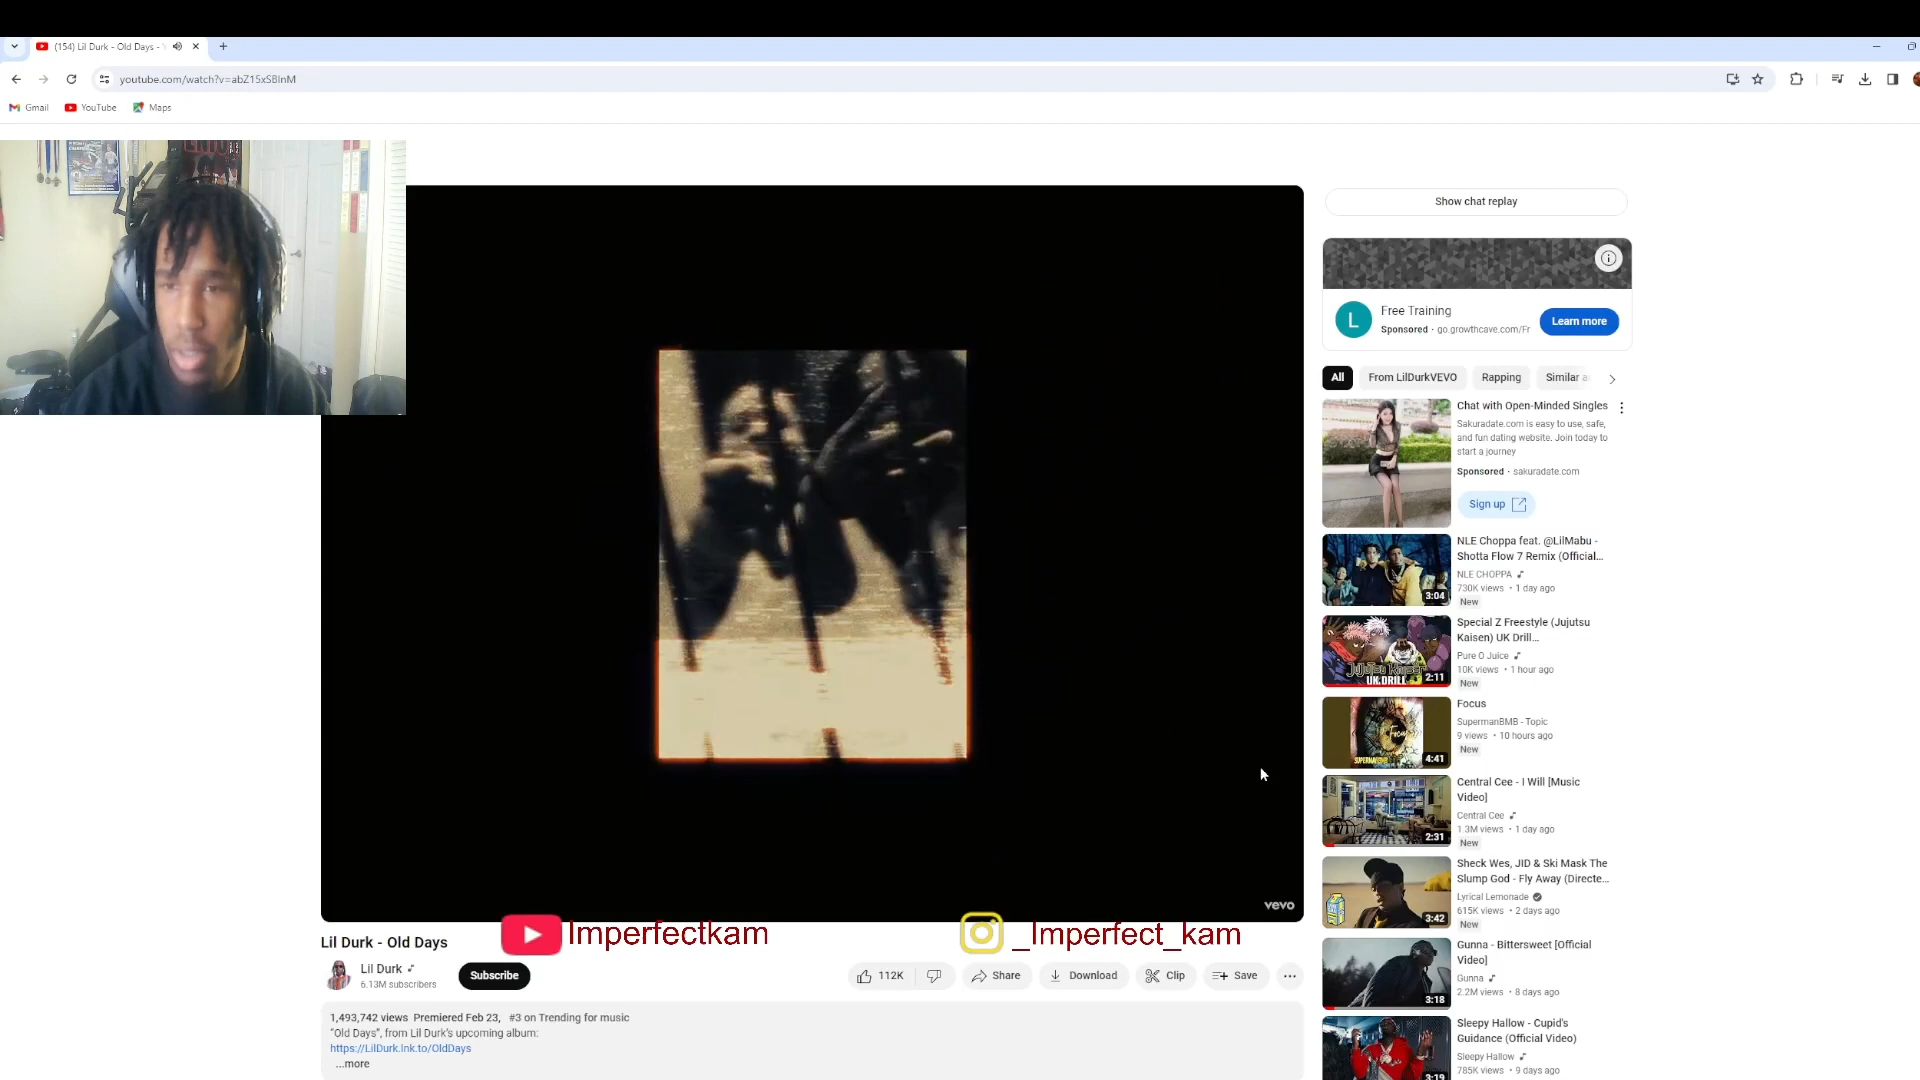 (154) Lil Durk - Old Days -
youtube.com/watch?v=abZ15xSBlnM
Gmail
YouTube
Maps
Show chat replay
Free Training
Sponsored · go.growthcave.com/Fr
Learn more
L
All
From LilDurkVEVO
Rapping
Similar a
Chat with Open-Minded Singles
Sakuradate.com is easy to use, safe,
and fun dating website. Join today to
start a journey
Sponsored · sakuradate.com
Sign up
NLE Choppa feat. @LilMabu -
Shotta Flow 7 Remix (Official...
NLE CHOPPA
730K views · 1 day ago
New
3:04
Special Z Freestyle (Jujutsu
Kaisen) UK Drill...
Pure O Juice
10K views · 1 hour ago
New
JUJUTSU KAISEN
UK DRILL
2:11
Focus
SupermanBMB - Topic
9 views · 10 hours ago
New
Focus
4:41
Central Cee - I Will [Music
Video]
Central Cee
1.3M views · 1 day ago
New
2:31
Sheck Wes, JID & Ski Mask The
Slump God - Fly Away (Directe...
Lyrical Lemonade
615K views · 2 days ago
New
3:42
Gunna - Bittersweet [Official
Video]
Gunna
2.2M views · 8 days ago
3:18
Sleepy Hallow - Cupid's
Guidance (Official Video)
Sleepy Hallow
785K views · 9 days ago
3:19
vevo
Imperfectkam
_Imperfect_kam
Lil Durk - Old Days
Lil Durk
6.13M subscribers
Subscribe
112K
Share
Download
Clip
Save
1,493,742 views Premiered Feb 23, #3 on Trending for music
"Old Days", from Lil Durk's upcoming album:
https://LilDurk.lnk.to/OldDays
...more